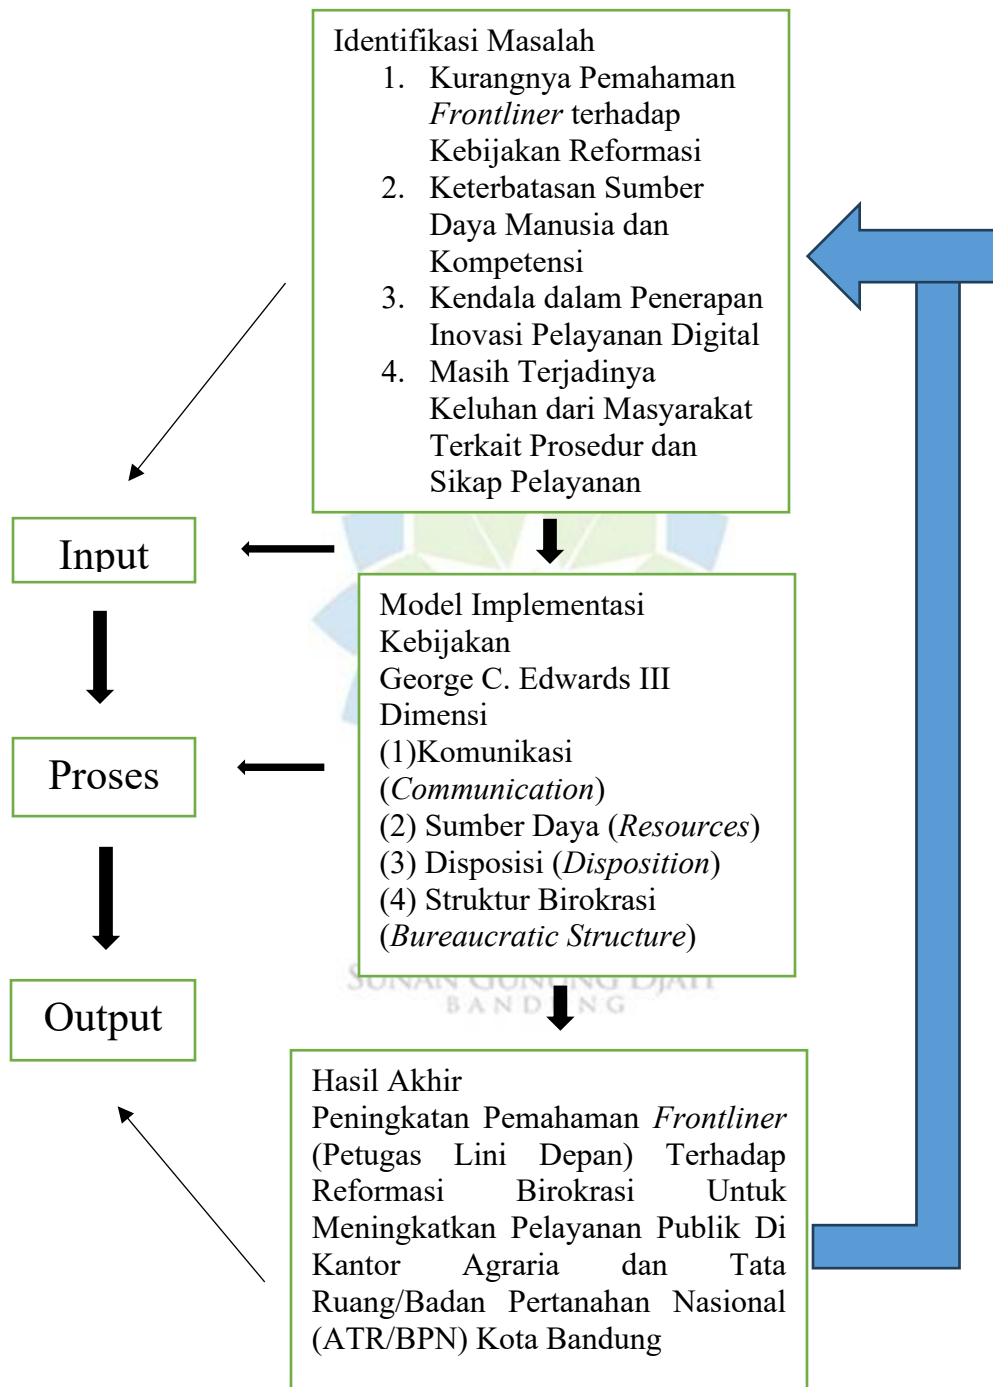 Identifikasi Masalah
1. Kurangnya Pemahaman
Frontliner terhadap
Kebijakan Reformasi
2. Keterbatasan Sumber
Daya Manusia dan
Kompetensi
3. Kendala dalam Penerapan
Inovasi Pelayanan Digital
4. Masih Terjadinya
Keluhan dari Masyarakat
Terkait Prosedur dan
Sikap Pelayanan
Input
Model Implementasi
Kebijakan
George C. Edwards III
Dimensi
(1)Komunikasi
(Communication)
(2) Sumber Daya (Resources)
(3) Disposisi (Disposition)
(4) Struktur Birokrasi
(Bureaucratic Structure)
Proses
SUNAN GUNUNG DJATI
BANDUNG
Output
Hasil Akhir
Peningkatan Pemahaman Frontliner
(Petugas Lini Depan) Terhadap
Reformasi Birokrasi Untuk
Meningkatkan Pelayanan Publik Di
Kantor Agraria dan Tata
Ruang/Badan Pertanahan Nasional
(ATR/BPN) Kota Bandung